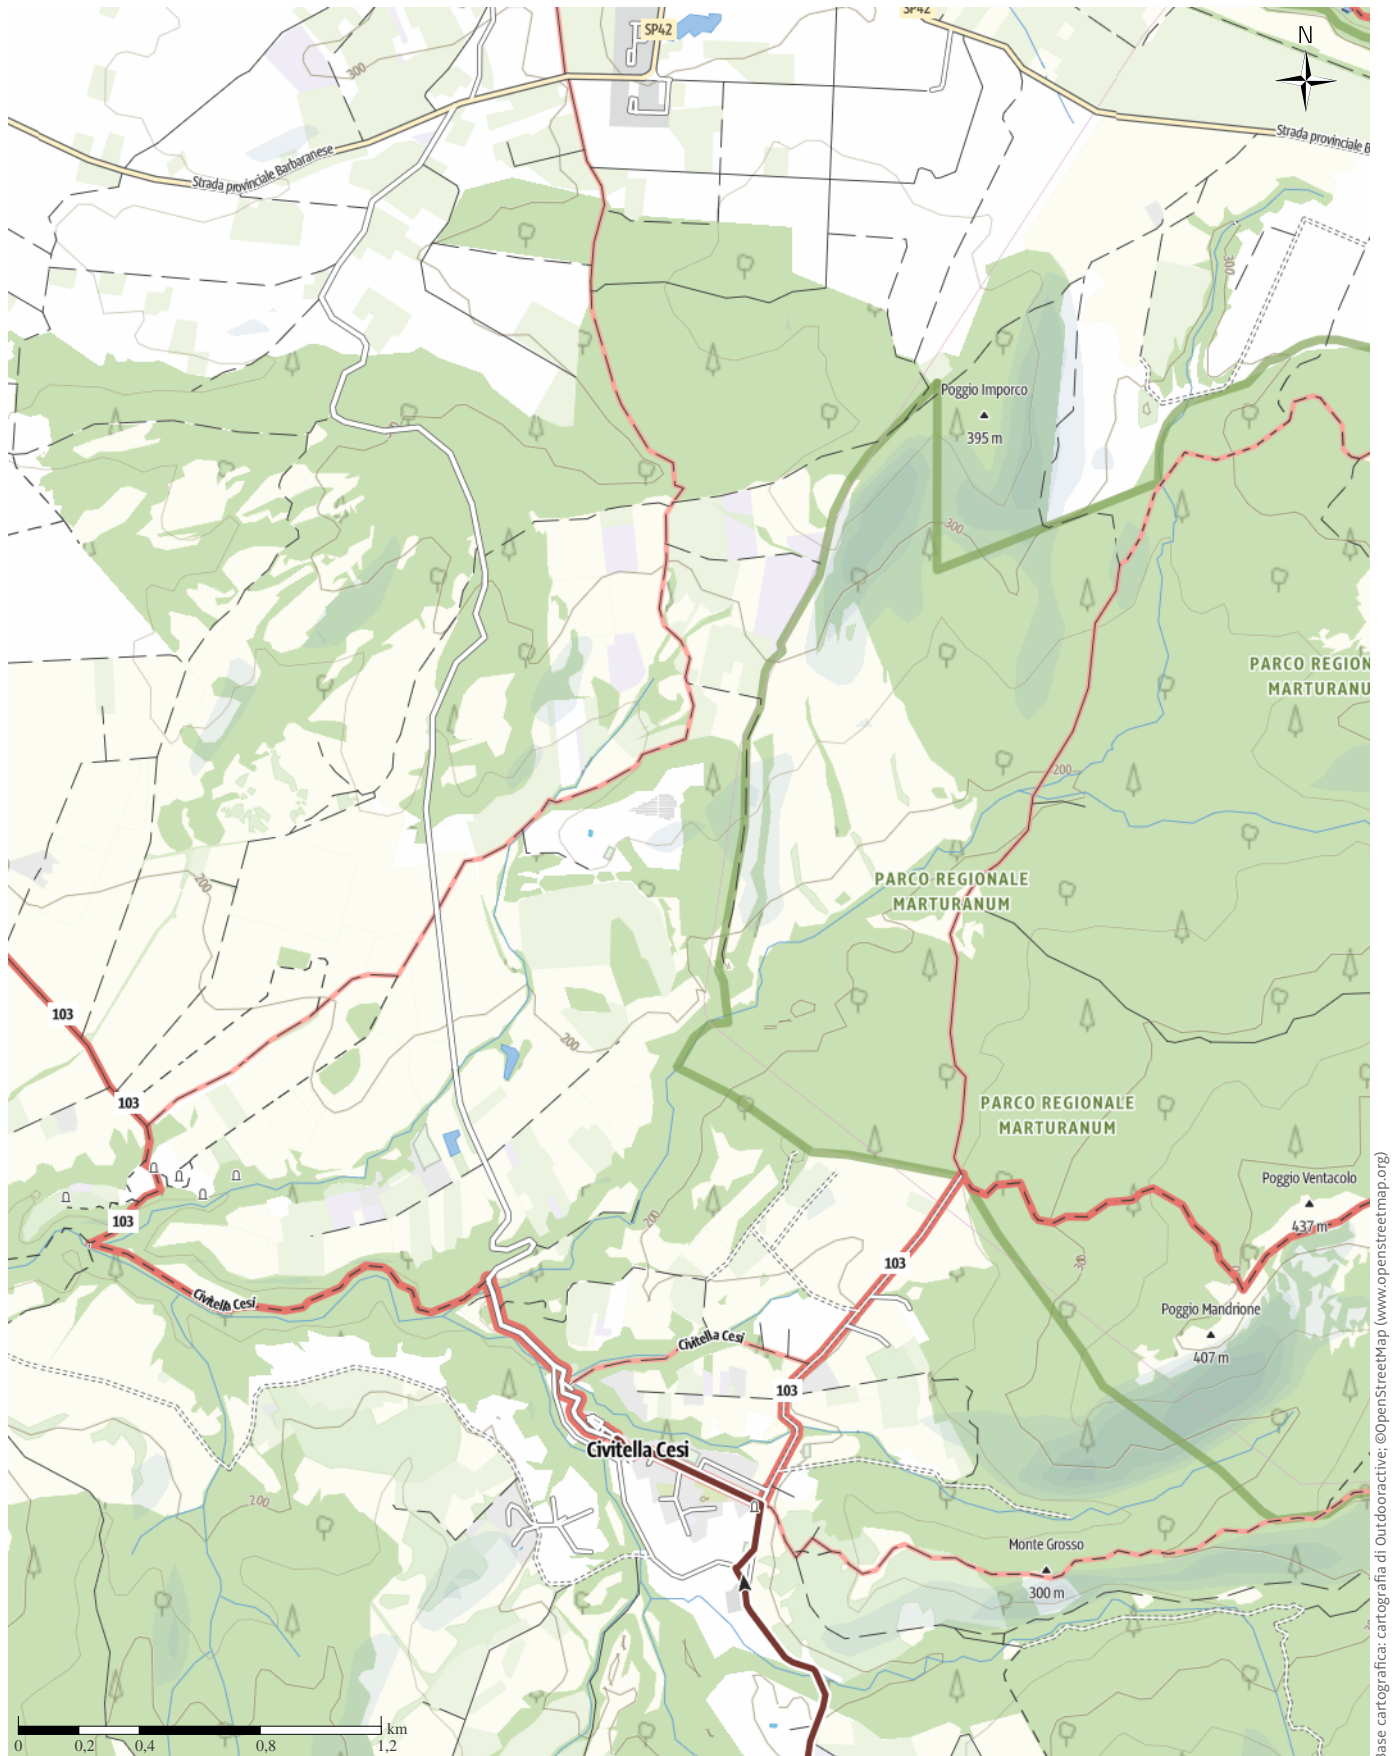 SP42
SP42
N
300
Strada provinciale B
Strada provinciale Barbaranese
300
Poggio Imporco
395 m
300
PARCO REGION
MARTURANU
200
200
PARCO REGIONALE
MARTURANUM
103
200
103
PARCO REGIONALE
MARTURANUM
Poggio Ventacolo
437 m
103
200
300
103
Civitella Cesi
Poggio Mandrione
407 m
Civitella Cesi
103
Civitella Cesi
200
Monte Grosso
300 m
km
0
0,2
0,4
0,8
1,2
ase cartografica: cartografia di Outdooractive; ©OpenStreetMap (www.openstreetmap.org)